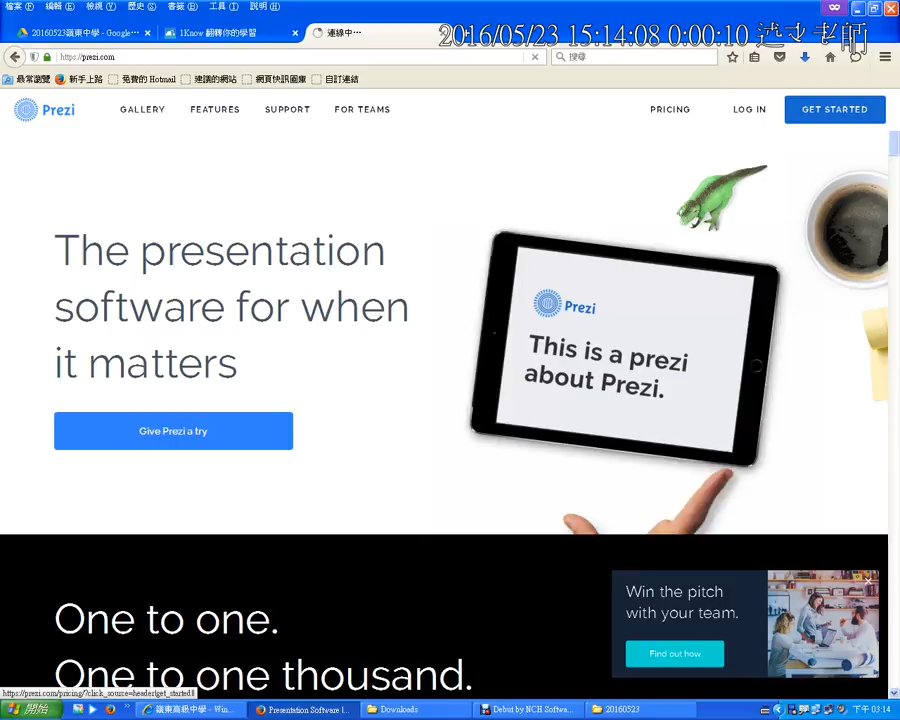 檔案(F) 編輯(E) 檢視(V) 歷史(S) 書籤(B) 工具(T) 說明(H)
20160523嶺東中學 - Google… × 1Know 翻轉你的學習 × 連線中…
2016/05/23 15:14:08 0:00:10 老師
https://prezi.com 搜尋
最常瀏覽 新手上路 免費的 Hotmail 建議的網站 網頁快訊圖庫 自訂連結
Prezi GALLERY FEATURES SUPPORT FOR TEAMS PRICING LOG IN GET STARTED
The presentation
software for when
it matters
Give Prezi a try
Prezi
This is a prezi
about Prezi.
One to one.
One to one thousand.
Win the pitch
with your team.
Find out how
https://prezi.com/pricing/?click_source=header|get_started#
開始 嶺東高級中學 - Win... Presentation Software |... Downloads Debut by NCH Softwa... 20160523 下午 03:14